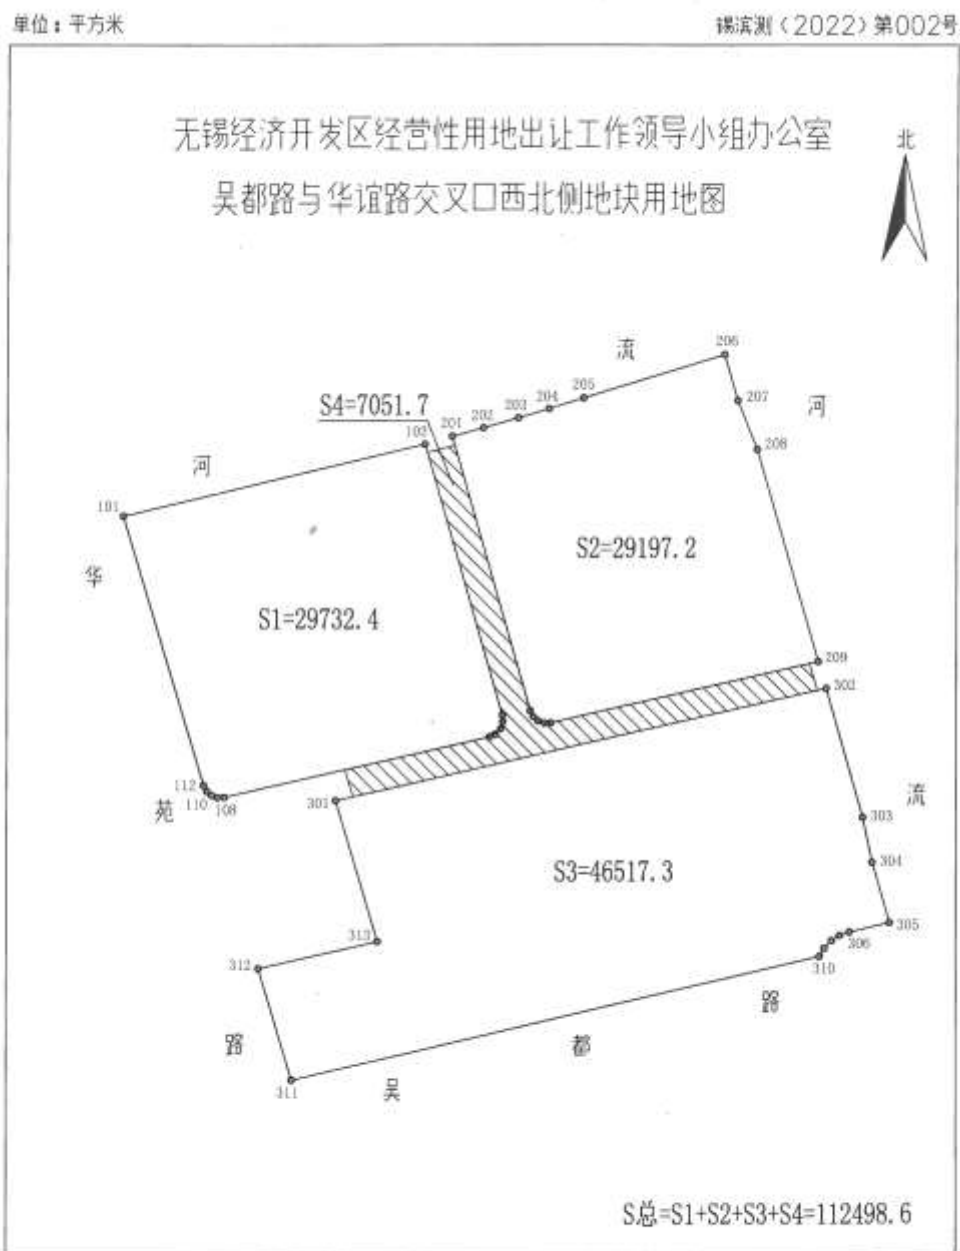 单位：平方米
锡滨测（2022）第002号
无锡经济开发区经营性用地出让工作领导小组办公室
吴都路与华谊路交叉口西北侧地块用地图
北
206
流
205
207
河
S4=7051.7
204
203
202
201
102
208
河
101
S2=29197.2
华
S1=29732.4
209
302
112
110
108
301
苑
流
303
S3=46517.3
304
305
306
313
312
310
路
路
都
311
吴
S总=S1+S2+S3+S4=112498.6